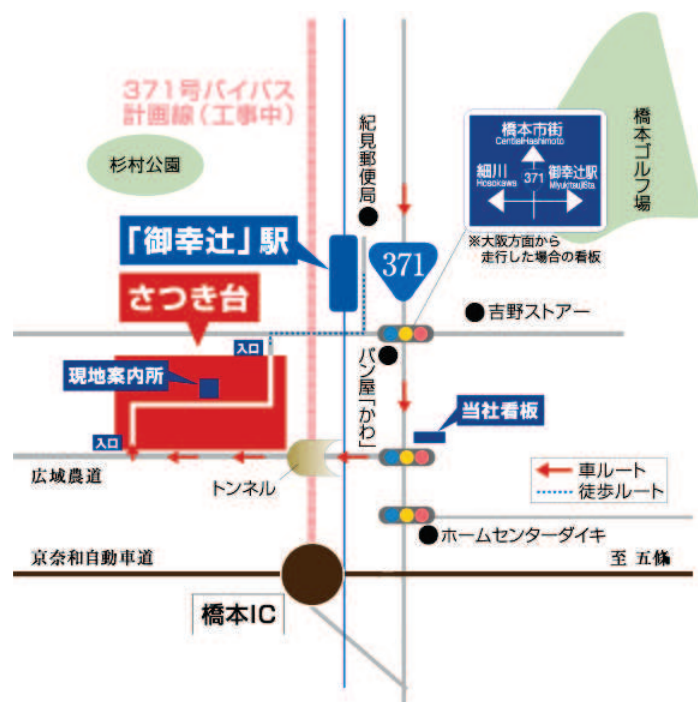 371号バイパス
計画線（工事中）
杉村公園
紀見郵便局
橋本市街
CentralHashimoto
細川
Hosokawa
371
御幸辻駅
MiyukitsujiSta.
橋本ゴルフ場
※大阪方面から
走行した場合の看板
「御幸辻」駅
371
さつき台
吉野ストアー
入口
現地案内所
パン屋「かわ」
当社看板
入口
広域農道
トンネル
車ルート
徒歩ルート
ホームセンターダイキ
京奈和自動車道
至 五條
橋本IC